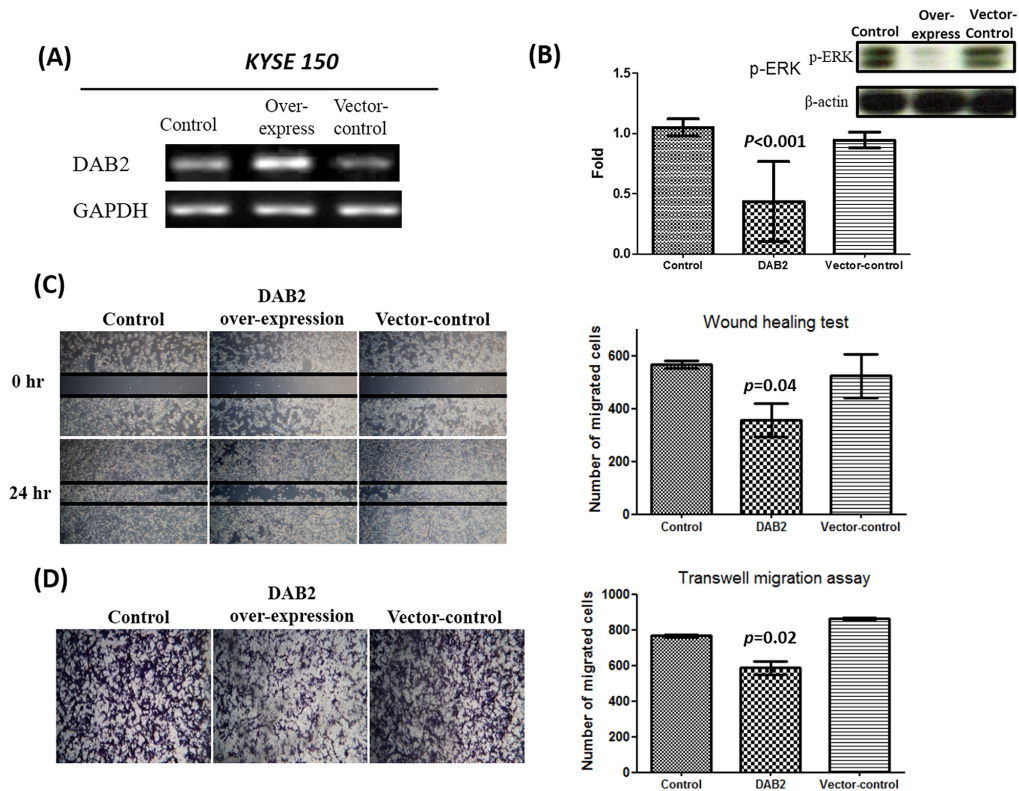 (A)
KYSE 150
Control
Over-
express
Vector-
control
DAB2
GAPDH
(B)
Control
Over-
express
Vector-
Control
p-ERK
β-actin
p-ERK
Fold
1.5
1.0
0.5
0.0
P<0.001
Control
DAB2
Vector-control
(C)
Control
DAB2
over-expression
Vector-control
0 hr
24 hr
Wound healing test
Number of migrated cells
600
400
200
0
p=0.04
Control
DAB2
Vector-control
(D)
Control
DAB2
over-expression
Vector-control
Transwell migration assay
Number of migrated cells
1000
800
600
400
200
0
p=0.02
Control
DAB2
Vector-control